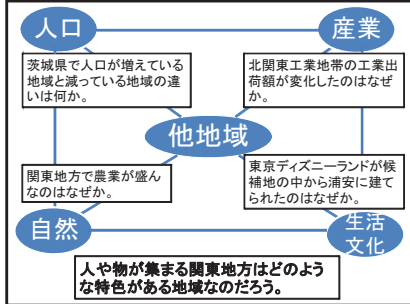 人口
産業
茨城県で人口が増えている
地域と減っている地域の違
いは何か。
北関東工業地帯の工業出
荷額が変化したのはなぜ
か。
他地域
関東地方で農業が盛ん
なのはなぜか。
東京ディズニーランドが候
補地の中から浦安に建て
られたのはなぜか。
自然
生活
文化
人や物が集まる関東地方はどのよう
な特色がある地域なのだろう。